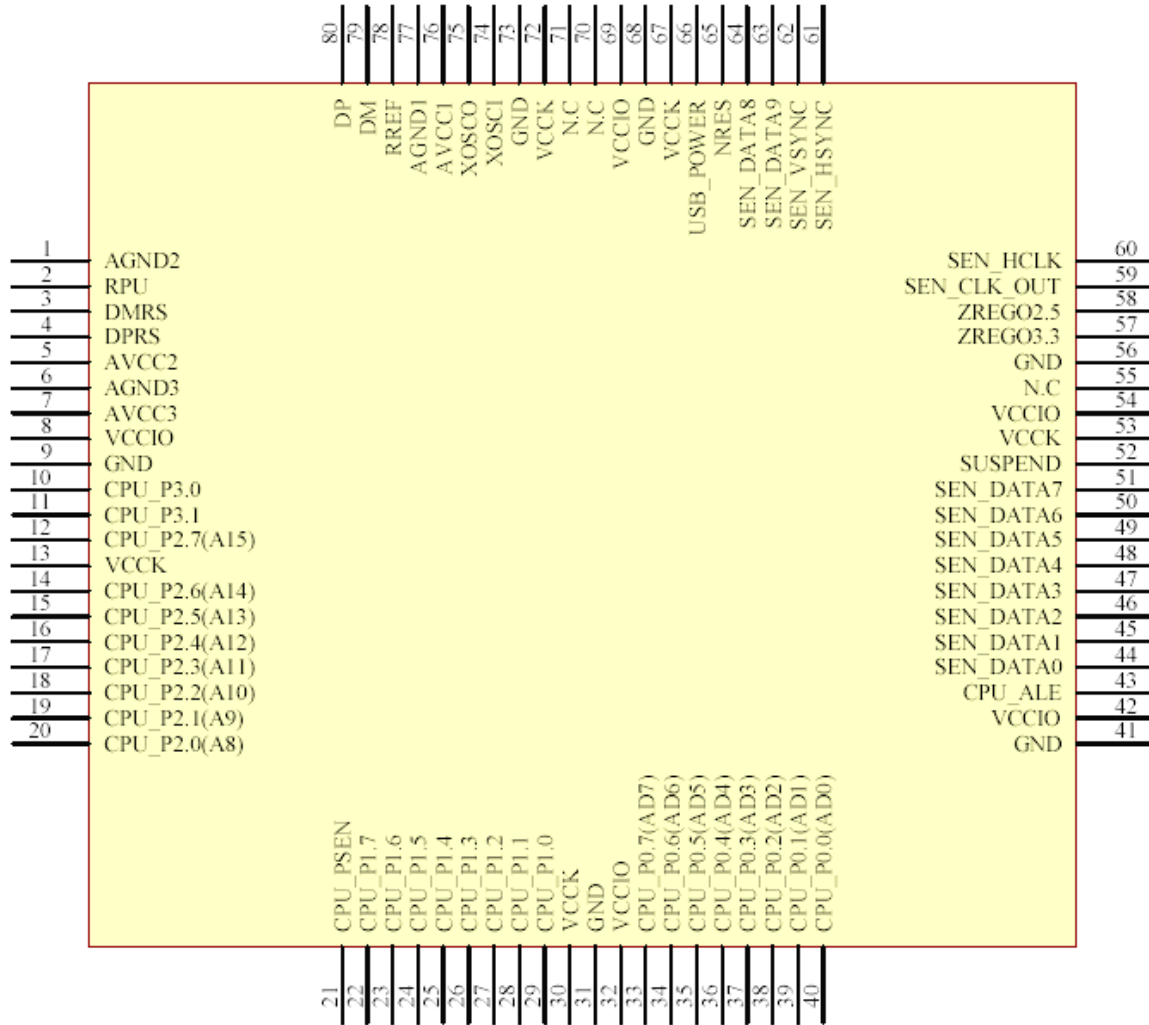 80 79 78 77 76 75 74 73 72 71 70 69 68 67 66 65 64 63 62 61
DP
DM
RREF
AGND1
AVCC1
XOSCO
XOSCI
GND
VCCK
N.C
N.C
VCCIO
GND
VCCK
USB_POWER
NRES
SEN_DATA8
SEN_DATA9
SEN_VSYNC
SEN_HSYNC
1 AGND2
2 RPU
3 DMRS
4 DPRS
5 AVCC2
6 AGND3
7 AVCC3
8 VCCIO
9 GND
10 CPU_P3.0
11 CPU_P3.1
12 CPU_P2.7(A15)
13 VCCK
14 CPU_P2.6(A14)
15 CPU_P2.5(A13)
16 CPU_P2.4(A12)
17 CPU_P2.3(A11)
18 CPU_P2.2(A10)
19 CPU_P2.1(A9)
20 CPU_P2.0(A8)
SEN_HCLK 60
SEN_CLK_OUT 59
ZREGO2.5 58
ZREGO3.3 57
GND 56
N.C 55
VCCIO 54
VCCK 53
SUSPEND 52
SEN_DATA7 51
SEN_DATA6 50
SEN_DATA5 49
SEN_DATA4 48
SEN_DATA3 47
SEN_DATA2 46
SEN_DATA1 45
SEN_DATA0 44
CPU_ALE 43
VCCIO 42
GND 41
CPU_PSEN
CPU_P1.7
CPU_P1.6
CPU_P1.5
CPU_P1.4
CPU_P1.3
CPU_P1.2
CPU_P1.1
CPU_P1.0
VCCK
GND
VCCIO
CPU_P0.7(AD7)
CPU_P0.6(AD6)
CPU_P0.5(AD5)
CPU_P0.4(AD4)
CPU_P0.3(AD3)
CPU_P0.2(AD2)
CPU_P0.1(AD1)
CPU_P0.0(AD0)
21 22 23 24 25 26 27 28 29 30 31 32 33 34 35 36 37 38 39 40